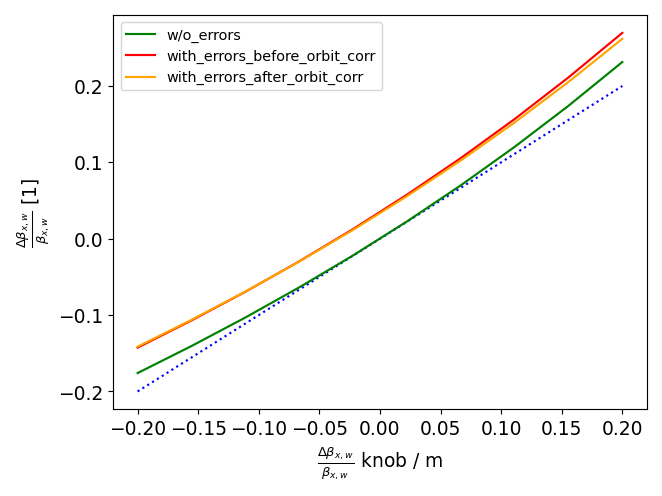 w/o_errors
with_errors_before_orbit_corr
with_errors_after_orbit_corr
0.2
0.1
0.0
−0.1
−0.2
Δβx,w
βx,w
[1]
−0.20 −0.15 −0.10 −0.05 0.00 0.05 0.10 0.15 0.20
Δβx,w
βx,w
knob / m